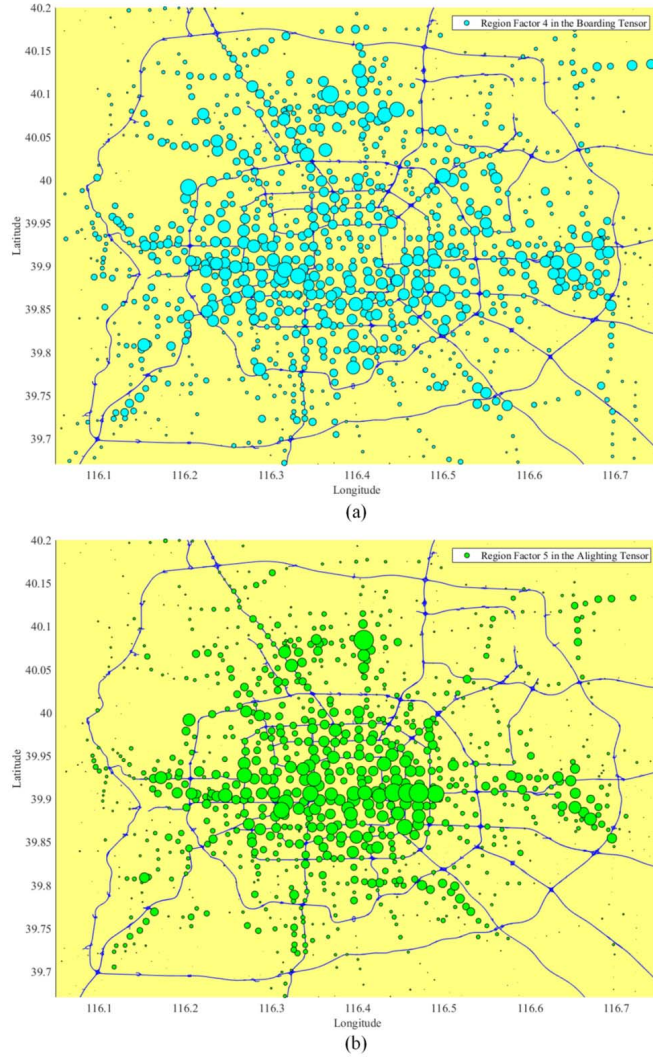 40.2
Region Factor 4 in the Boarding Tensor
40.15
40.1
40.05
40
39.95
39.9
39.85
39.8
39.75
39.7
Latitude
116.1 116.2 116.3 116.4 116.5 116.6 116.7
Longitude
(a)
40.2
Region Factor 5 in the Alighting Tensor
40.15
40.1
40.05
40
39.95
39.9
39.85
39.8
39.75
39.7
Latitude
116.1 116.2 116.3 116.4 116.5 116.6 116.7
Longitude
(b)